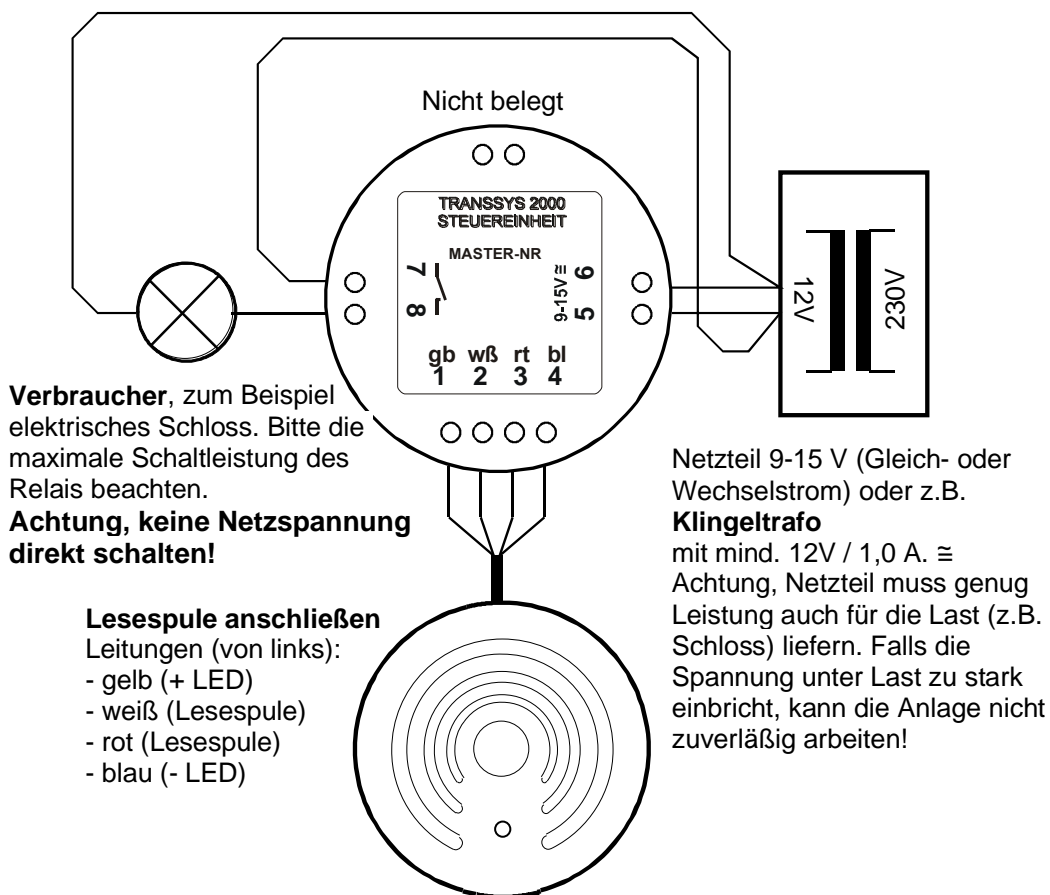 Nicht belegt
TRANSSYS 2000
STEUEREINHEIT
MASTER-NR
7
8
9-15V ≅
6
5
gb wß rt bl
1 2 3 4
12V
230V
Verbraucher, zum Beispiel
elektrisches Schloss. Bitte die
maximale Schaltleistung des
Relais beachten.
Achtung, keine Netzspannung
direkt schalten!
Netzteil 9-15 V (Gleich- oder
Wechselstrom) oder z.B.
Klingeltrafo
mit mind. 12V / 1,0 A. ≅
Achtung, Netzteil muss genug
Leistung auch für die Last (z.B.
Schloss) liefern. Falls die
Spannung unter Last zu stark
einbricht, kann die Anlage nicht
zuverläßig arbeiten!
Lesespule anschließen
Leitungen (von links):
- gelb (+ LED)
- weiß (Lesespule)
- rot (Lesespule)
- blau (- LED)